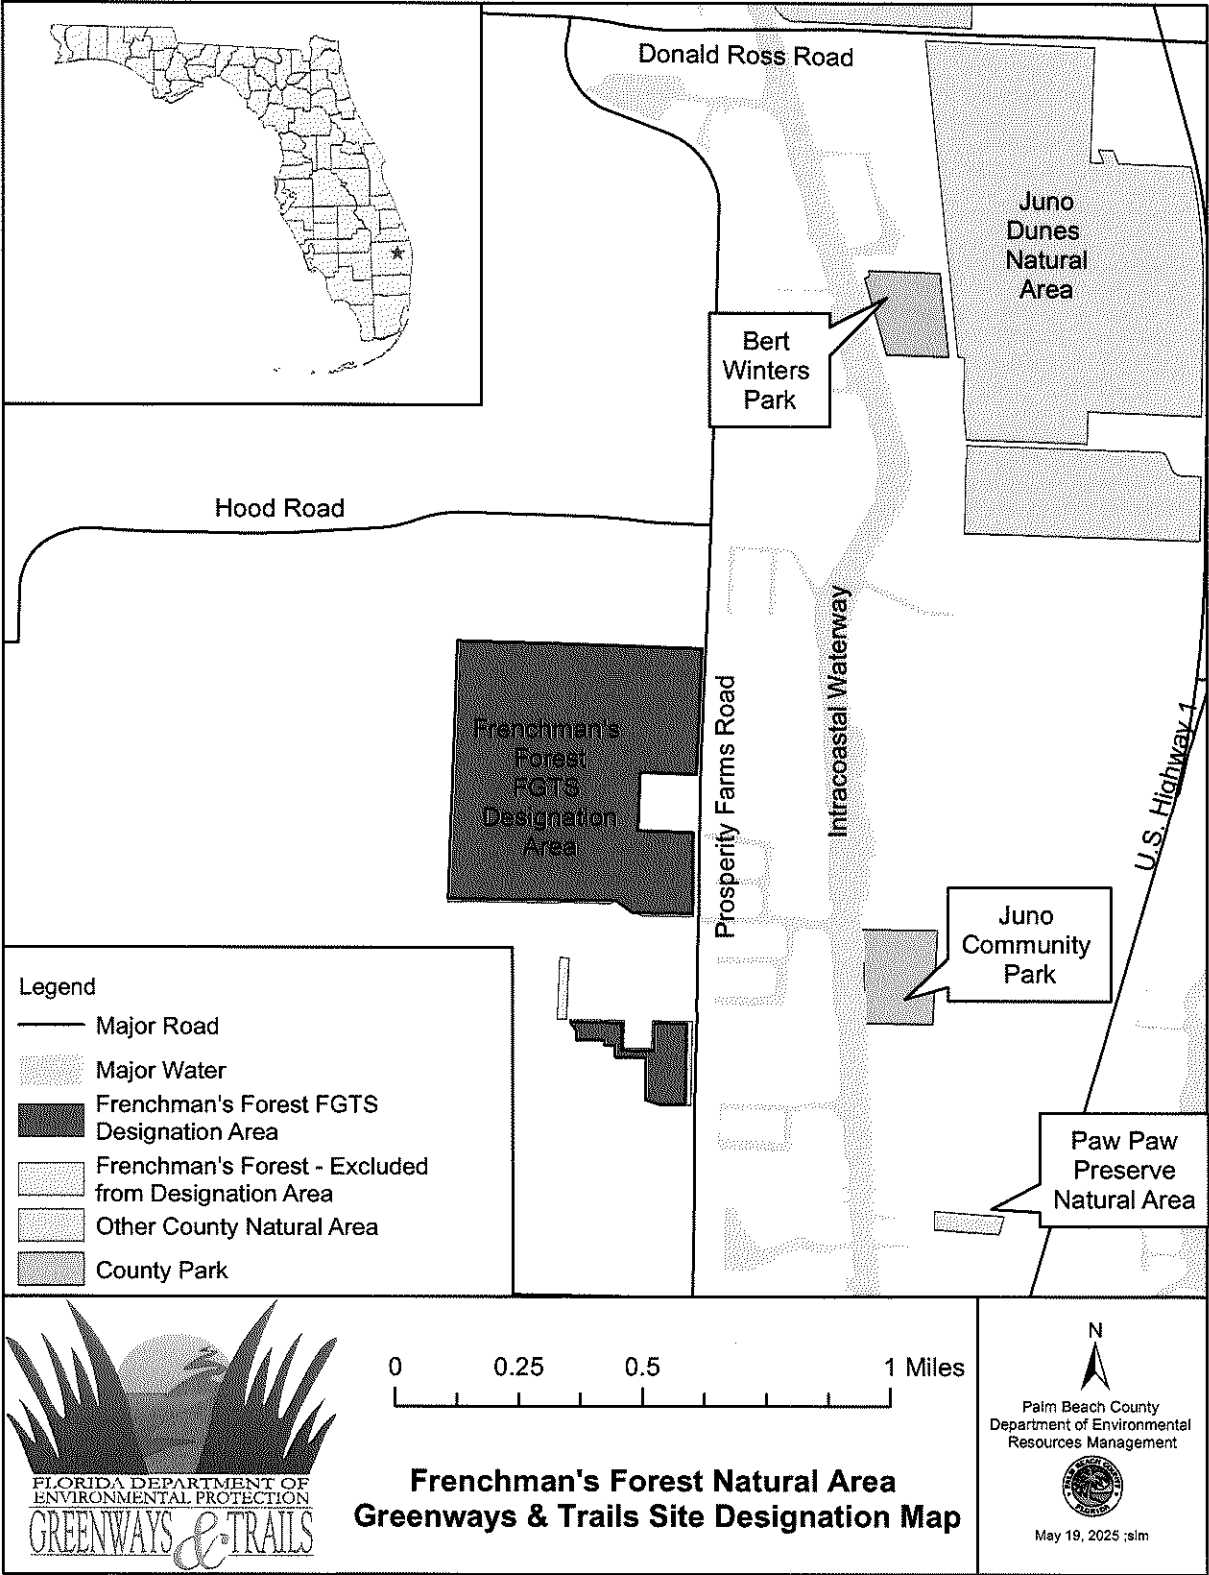 Donald Ross Road
Juno
Dunes
Natural
Area
Bert
Winters
Park
Hood Road
Frenchman's
Forest
FGTS
Designation
Area
Prosperity Farms Road
Intracoastal Waterway
U.S. Highway 1
Juno
Community
Park
Paw Paw
Preserve
Natural Area
Legend
Major Road
Major Water
Frenchman's Forest FGTS
Designation Area
Frenchman's Forest - Excluded
from Designation Area
Other County Natural Area
County Park
FLORIDA DEPARTMENT OF
ENVIRONMENTAL PROTECTION
GREENWAYS & TRAILS
0 0.25 0.5 1 Miles
Frenchman's Forest Natural Area
Greenways & Trails Site Designation Map
N
Palm Beach County
Department of Environmental
Resources Management
PALM BEACH COUNTY
FLORIDA
May 19, 2025 ;slm